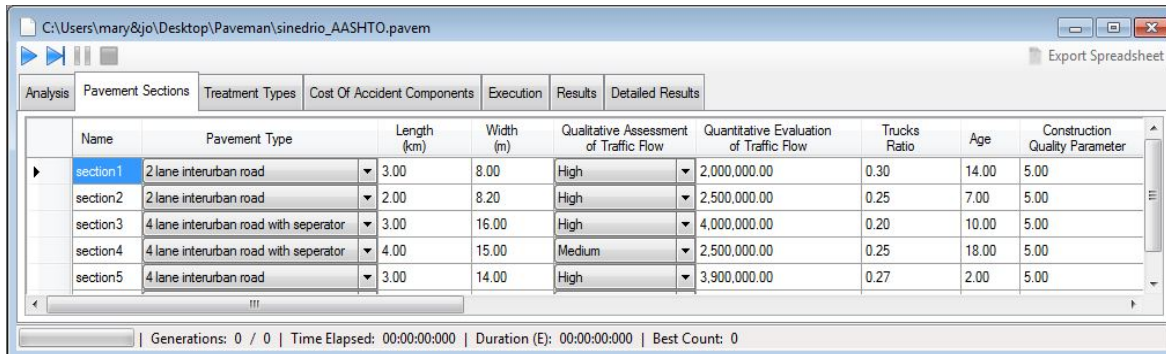 C:\Users\mary&jo\Desktop\Paveman\sinedrio_AASHTO.pavem
Export Spreadsheet
Analysis Pavement Sections Treatment Types Cost Of Accident Components Execution Results Detailed Results
Name Pavement Type Length (km) Width (m) Qualitative Assessment of Traffic Flow Quantitative Evaluation of Traffic Flow Trucks Ratio Age Construction Quality Parameter
section1 2 lane interurban road 3.00 8.00 High 2,000,000.00 0.30 14.00 5.00
section2 2 lane interurban road 2.00 8.20 High 2,500,000.00 0.25 7.00 5.00
section3 4 lane interurban road with seperator 3.00 16.00 High 4,000,000.00 0.20 10.00 5.00
section4 4 lane interurban road with seperator 4.00 15.00 Medium 2,500,000.00 0.25 18.00 5.00
section5 4 lane interurban road 3.00 14.00 High 3,900,000.00 0.27 2.00 5.00
| Generations: 0 / 0 | Time Elapsed: 00:00:00:000 | Duration (E): 00:00:00:000 | Best Count: 0